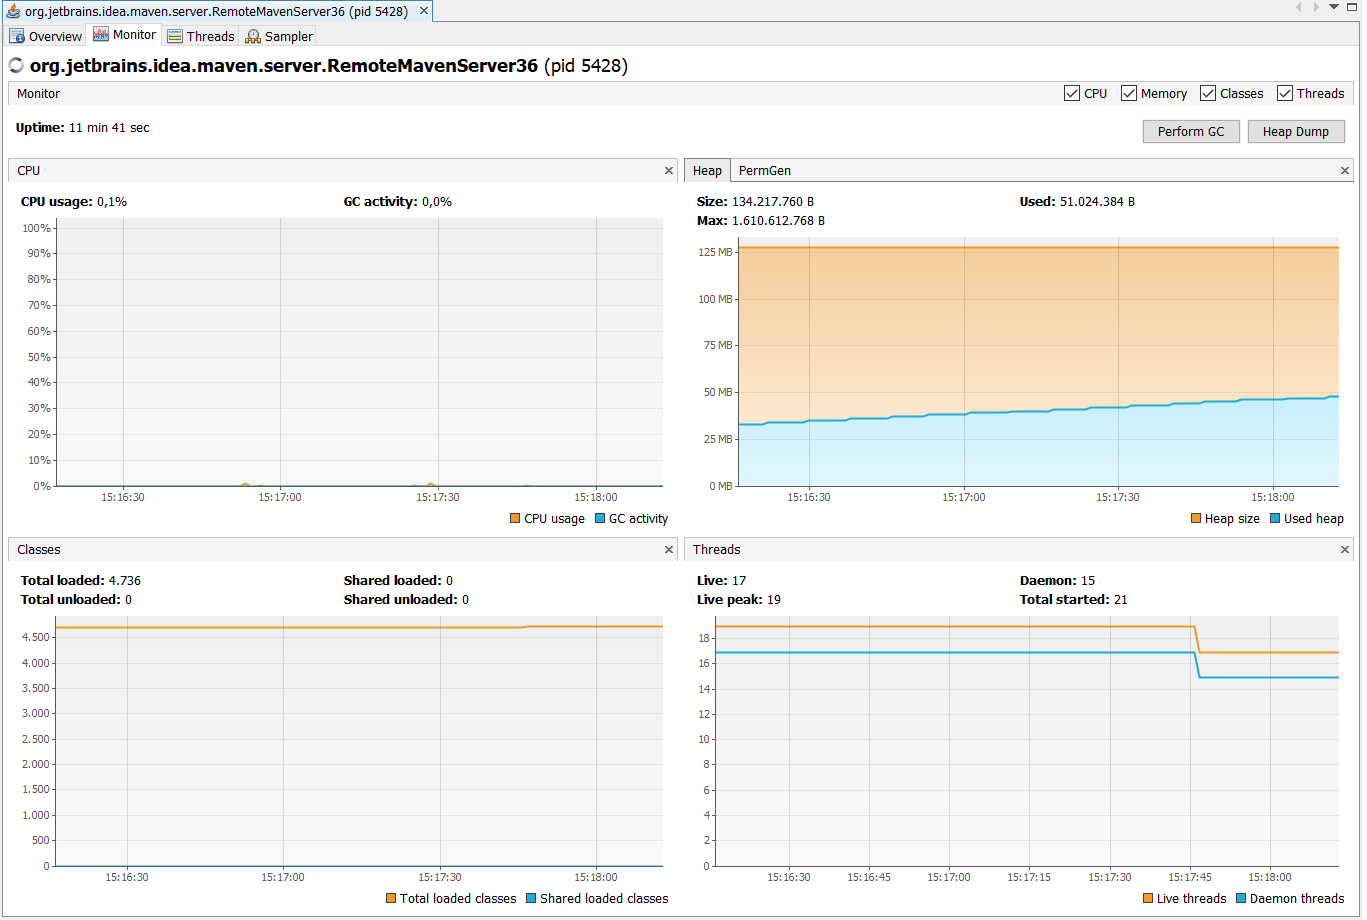 org.jetbrains.idea.maven.server.RemoteMavenServer36 (pid 5428)
Overview Monitor Threads Sampler
org.jetbrains.idea.maven.server.RemoteMavenServer36 (pid 5428)
Monitor CPU Memory Classes Threads
Uptime: 11 min 41 sec
Perform GC Heap Dump
CPU
CPU usage: 0,1% GC activity: 0,0%
100%
90%
80%
70%
60%
50%
40%
30%
20%
10%
0%
15:16:30 15:17:00 15:17:30 15:18:00
CPU usage GC activity
Heap PermGen
Size: 134.217.760 B Used: 51.024.384 B
Max: 1.610.612.768 B
125 MB
100 MB
75 MB
50 MB
25 MB
0 MB
15:16:30 15:17:00 15:17:30 15:18:00
Heap size Used heap
Classes
Total loaded: 4.736 Shared loaded: 0
Total unloaded: 0 Shared unloaded: 0
4.500
4.000
3.500
3.000
2.500
2.000
1.500
1.000
500
0
15:16:30 15:17:00 15:17:30 15:18:00
Total loaded classes Shared loaded classes
Threads
Live: 17 Daemon: 15
Live peak: 19 Total started: 21
18
16
14
12
10
8
6
4
2
0
15:16:30 15:16:45 15:17:00 15:17:15 15:17:30 15:17:45 15:18:00
Live threads Daemon threads